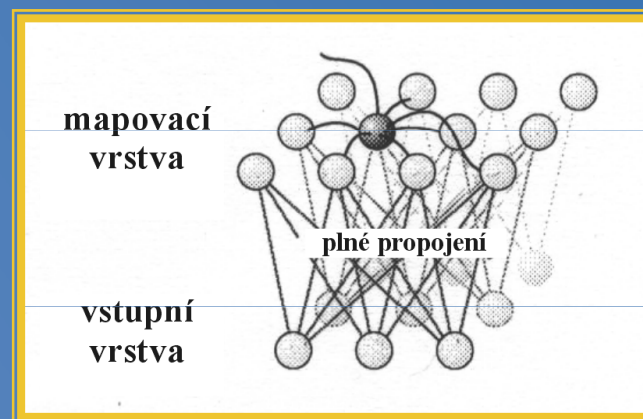 mapovací
vrstva
plné propojení
vstupní
vrstva